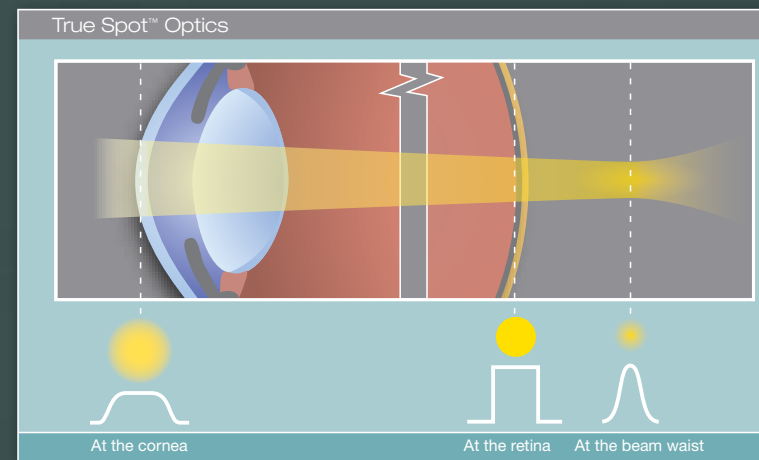 True Spot™ Optics
At the cornea
At the retina
At the beam waist